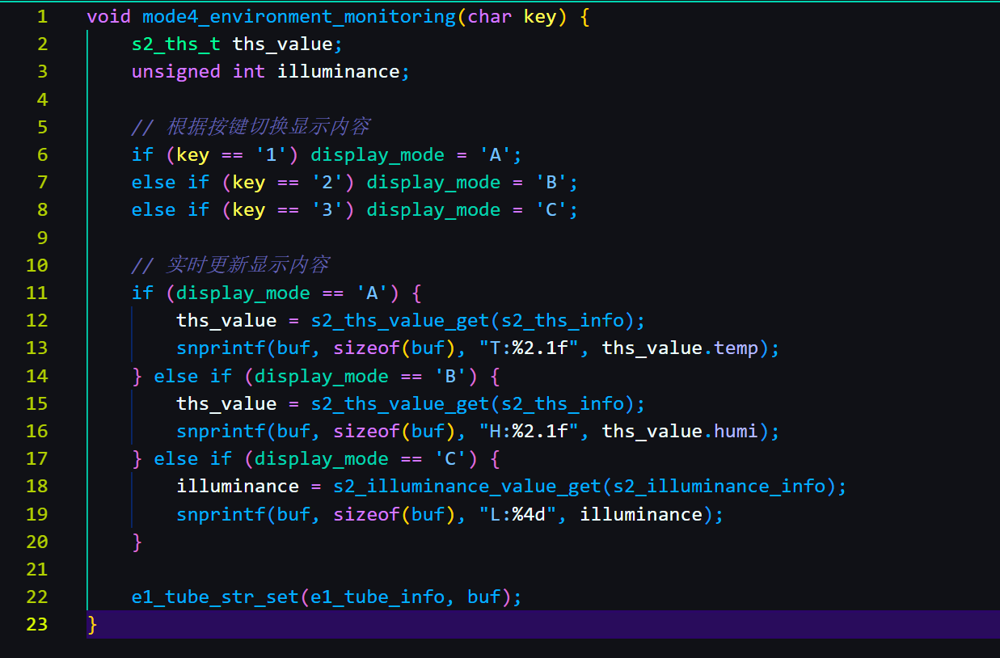 1 void mode4_environment_monitoring(char key) {
2 s2_ths_t ths_value;
3 unsigned int illuminance;
4
5 // 根据按键切换显示内容
6 if (key == '1') display_mode = 'A';
7 else if (key == '2') display_mode = 'B';
8 else if (key == '3') display_mode = 'C';
9
10 // 实时更新显示内容
11 if (display_mode == 'A') {
12 ths_value = s2_ths_value_get(s2_ths_info);
13 snprintf(buf, sizeof(buf), "T:%2.1f", ths_value.temp);
14 } else if (display_mode == 'B') {
15 ths_value = s2_ths_value_get(s2_ths_info);
16 snprintf(buf, sizeof(buf), "H:%2.1f", ths_value.humi);
17 } else if (display_mode == 'C') {
18 illuminance = s2_illuminance_value_get(s2_illuminance_info);
19 snprintf(buf, sizeof(buf), "L:%4d", illuminance);
20 }
21
22 e1_tube_str_set(e1_tube_info, buf);
23 }